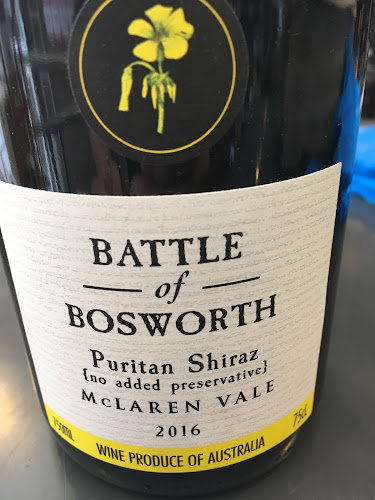 BATTLE
of
BOSWORTH
Puritan Shiraz
{no added preservative}
McLAREN VALE
2016
750ML
75cl
WINE PRODUCE OF AUSTRALIA